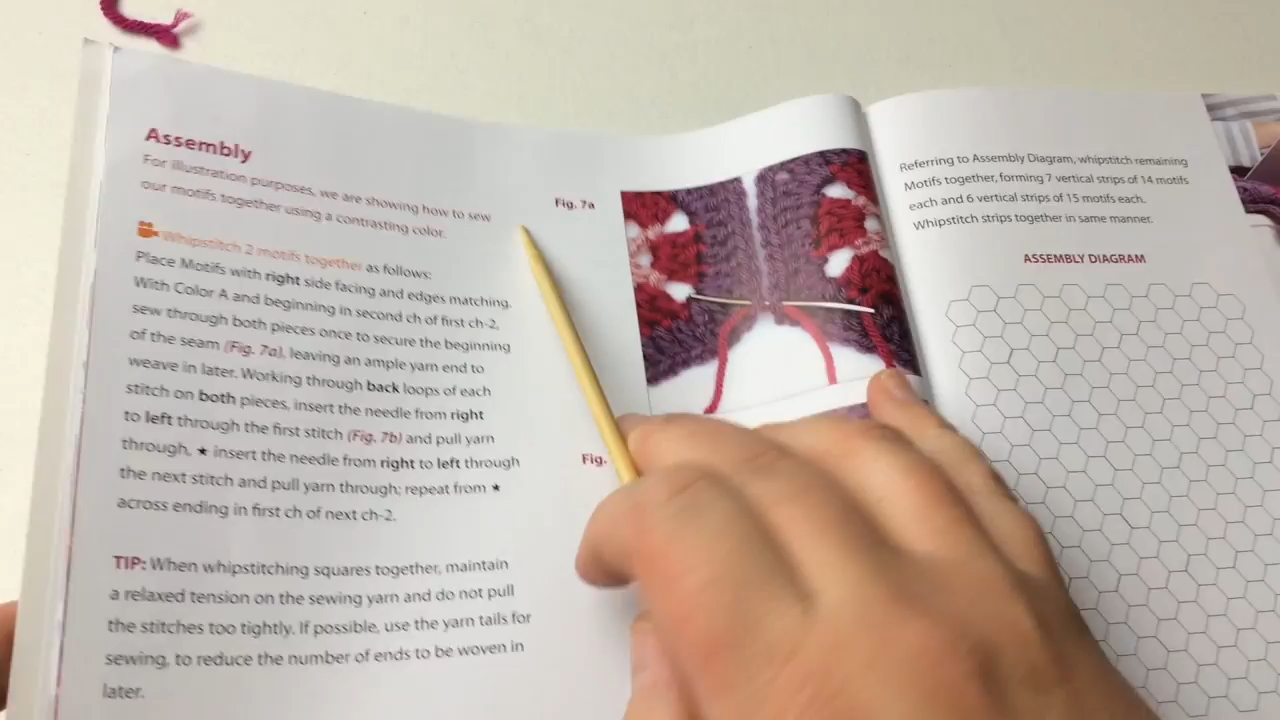 Assembly
For illustration purposes, we are showing how to sew
our motifs together using a contrasting color.
Whipstitch 2 motifs together as follows:
Place Motifs with right side facing and edges matching.
With Color A and beginning in second ch of first ch-2,
sew through both pieces once to secure the beginning
of the seam (Fig. 7a), leaving an ample yarn end to
weave in later. Working through back loops of each
stitch on both pieces, insert the needle from right
to left through the first stitch (Fig. 7b) and pull yarn
through, ★ insert the needle from right to left through
the next stitch and pull yarn through; repeat from ★
across ending in first ch of next ch-2.
TIP: When whipstitching squares together, maintain
a relaxed tension on the sewing yarn and do not pull
the stitches too tightly. If possible, use the yarn tails for
sewing, to reduce the number of ends to be woven in
later.
Fig. 7a
Fig.
Referring to Assembly Diagram, whipstitch remaining
Motifs together, forming 7 vertical strips of 14 motifs
each and 6 vertical strips of 15 motifs each.
Whipstitch strips together in same manner.
ASSEMBLY DIAGRAM